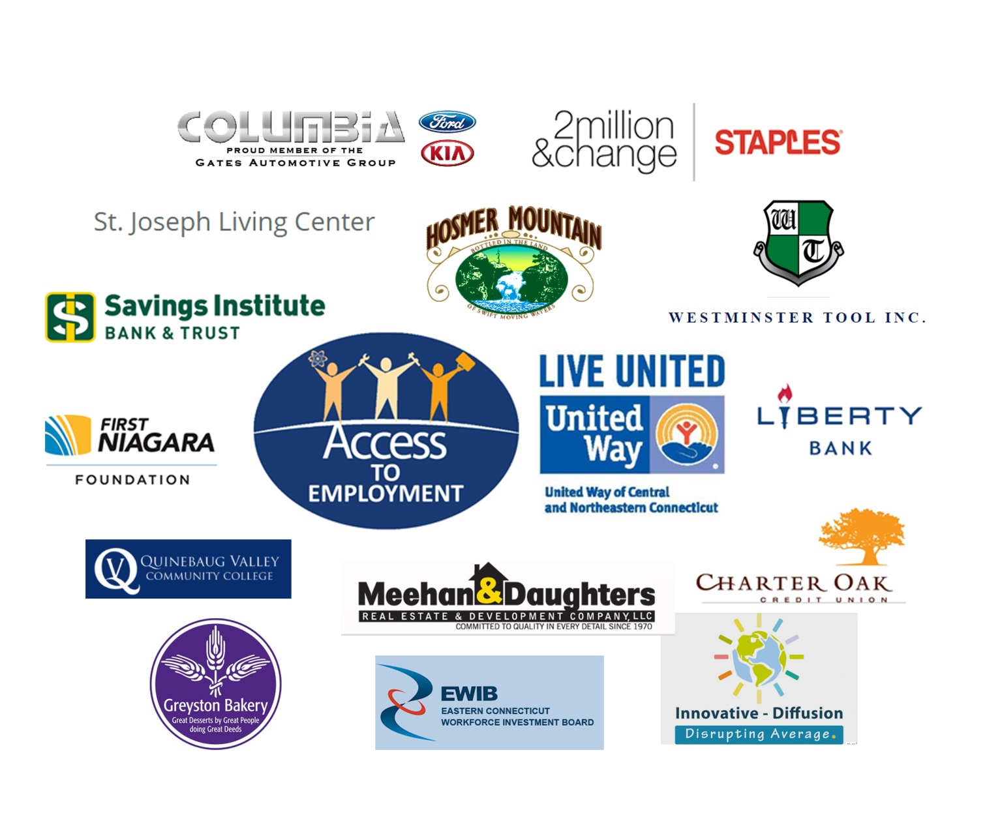 COLUMBIA
PROUD MEMBER OF THE
GATES AUTOMOTIVE GROUP
Ford
KIA
2million
&change
STAPLES
St. Joseph Living Center
HOSMER MOUNTAIN
BOTTLED IN THE LAND
OF SWIFT MOVING WATERS
W
T
WESTMINSTER TOOL INC.
Savings Institute
BANK & TRUST
ACCESS
TO
EMPLOYMENT
LIVE UNITED
United
Way
United Way of Central
and Northeastern Connecticut
LIBERTY
BANK
FIRST
NIAGARA
FOUNDATION
QV
QUINEBAUG VALLEY
COMMUNITY COLLEGE
Meehan&Daughters
REAL ESTATE & DEVELOPMENT COMPANY, LLC
COMMITTED TO QUALITY IN EVERY DETAIL SINCE 1970
CHARTER OAK
CREDIT UNION
Greyston Bakery
Great Desserts by Great People
doing Great Deeds
EWIB
EASTERN CONNECTICUT
WORKFORCE INVESTMENT BOARD
Innovative - Diffusion
Disrupting Average.